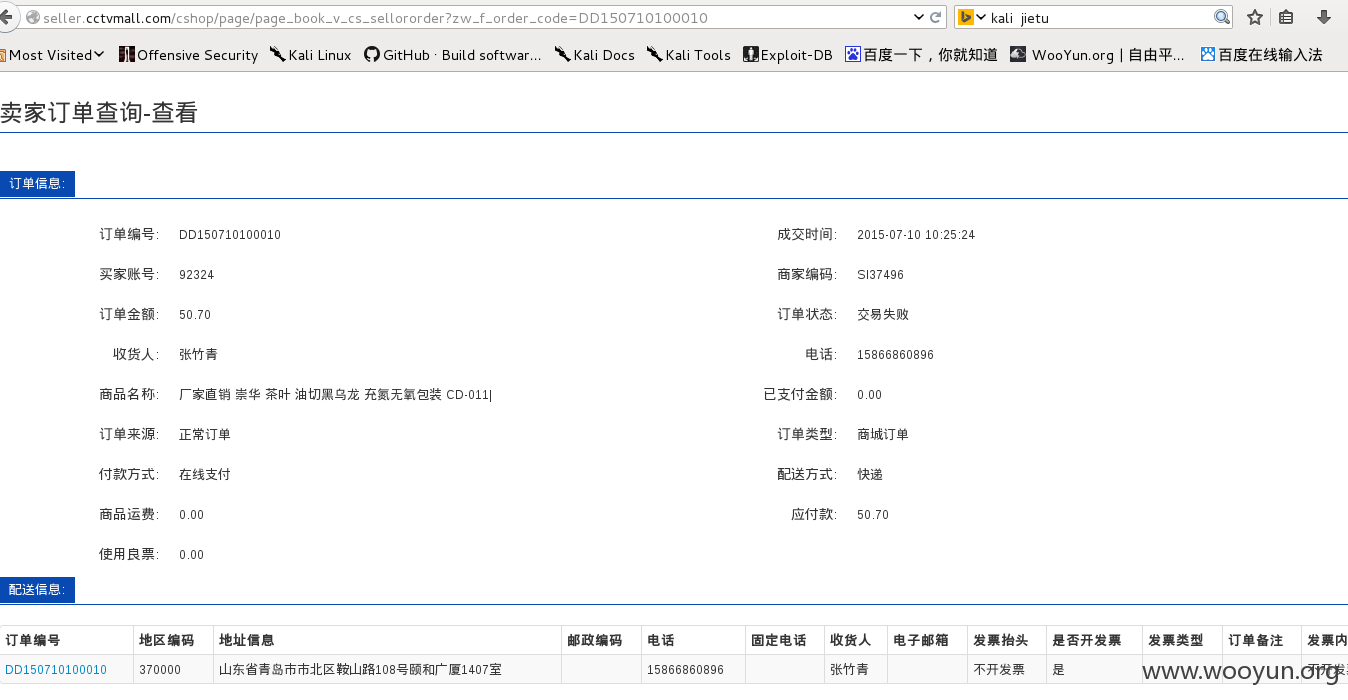 seller.cctvmall.com/cshop/page/page_book_v_cs_sellororder?zw_f_order_code=DD150710100010 kali jietu
Most Visited Offensive Security Kali Linux GitHub · Build softwar... Kali Docs Kali Tools Exploit-DB 百度一下，你就知道 WooYun.org | 自由平... 百度在线输入法
卖家订单查询-查看
订单信息:
订单编号: DD150710100010 成交时间: 2015-07-10 10:25:24
买家账号: 92324 商家编码: SI37496
订单金额: 50.70 订单状态: 交易失败
收货人: 张竹青 电话: 15866860896
商品名称: 厂家直销 崇华 茶叶 油切黑乌龙 充氮无氧包装 CD-011| 已支付金额: 0.00
订单来源: 正常订单 订单类型: 商城订单
付款方式: 在线支付 配送方式: 快递
商品运费: 0.00 应付款: 50.70
使用良票: 0.00
配送信息:
订单编号 地区编码 地址信息 邮政编码 电话 固定电话 收货人 电子邮箱 发票抬头 是否开发票 发票类型 订单备注 发票内
DD150710100010 370000 山东省青岛市市北区鞍山路108号颐和广厦1407室 15866860896 张竹青 不开发票 是 不开发票
www.wooyun.org